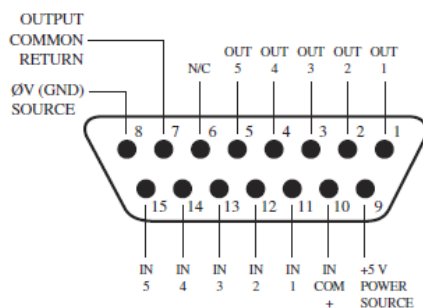 OUTPUT
COMMON
RETURN
ØV (GND)
SOURCE
N/C
OUT
5
OUT
4
OUT
3
OUT
2
OUT
1
8 7 6 5 4 3 2 1
15 14 13 12 11 10 9
IN
5
IN
4
IN
3
IN
2
IN
1
IN
COM
+
+5 V
POWER
SOURCE